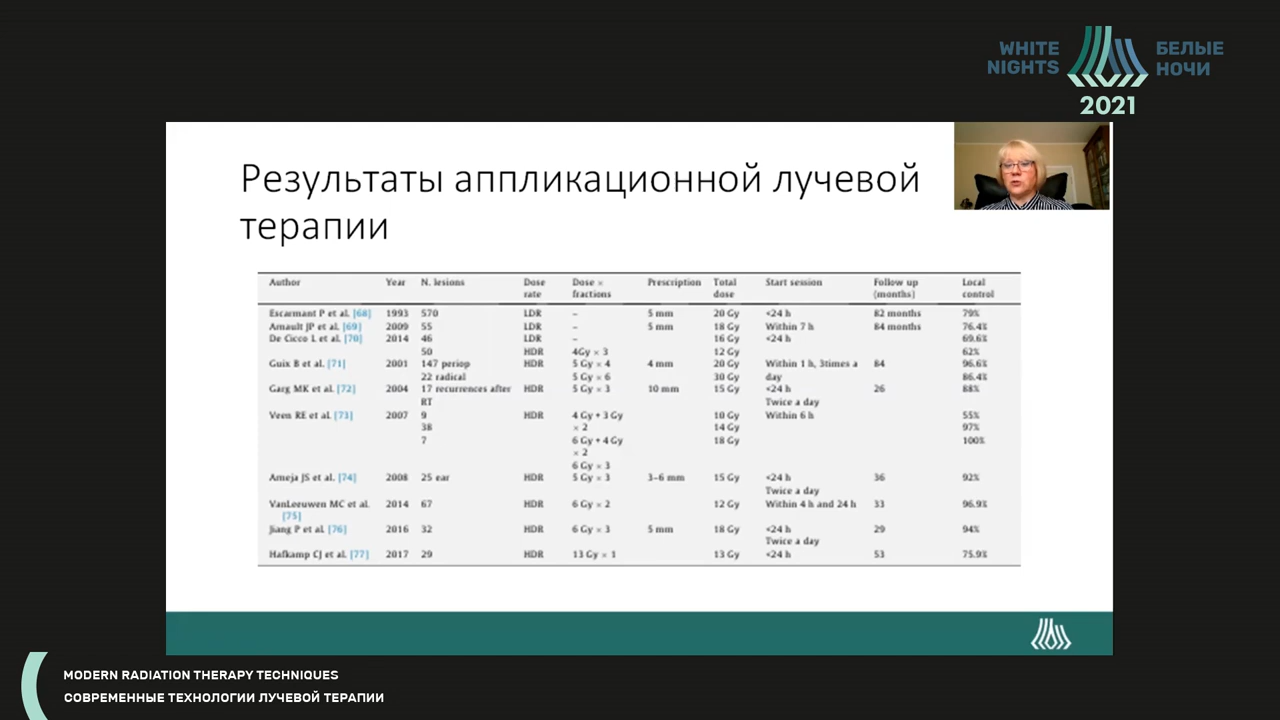 WHITE NIGHTS
БЕЛЫЕ НОЧИ
2021
Результаты аппликационной лучевой
терапии
Author Year N. lesions Dose rate Dose × fractions Prescription Total dose Start session Follow up (months) Local control
Escarmant P et al. [68] 1993 570 LDR – 5 mm 20 Gy <24 h 82 months 79%
Arnault JP et al. [69] 2009 55 LDR – 5 mm 18 Gy Within 7 h 84 months 76.4%
De Cicco L et al. [70] 2014 46 LDR – 16 Gy <24 h 69.6%
50 HDR 4Gy × 3 12 Gy 62%
Guix B et al. [71] 2001 147 periop HDR 5 Gy × 4 4 mm 20 Gy Within 1 h, 3times a 84 96.6%
22 radical 5 Gy × 6 30 Gy day 86.4%
Garg MK et al. [72] 2004 17 recurrences after HDR 5 Gy × 3 10 mm 15 Gy <24 h 26 88%
RT Twice a day
Veen RE et al. [73] 2007 9 HDR 4 Gy + 3 Gy 10 Gy Within 6 h 55%
38 × 2 14 Gy 97%
7 6 Gy + 4 Gy 18 Gy 100%
× 2
6 Gy × 3
Ameja JS et al. [74] 2008 25 ear HDR 5 Gy × 3 3–6 mm 15 Gy <24 h 36 92%
Twice a day
VanLeeuwen MC et al. 2014 67 HDR 6 Gy × 2 12 Gy Within 4 h and 24 h 33 96.9%
[75]
Jiang P et al. [76] 2016 32 HDR 6 Gy × 3 5 mm 18 Gy <24 h 29 94%
Twice a day
Hafkamp CJ et al. [77] 2017 29 HDR 13 Gy × 1 13 Gy <24 h 53 75.9%
MODERN RADIATION THERAPY TECHNIQUES
СОВРЕМЕННЫЕ ТЕХНОЛОГИИ ЛУЧЕВОЙ ТЕРАПИИ